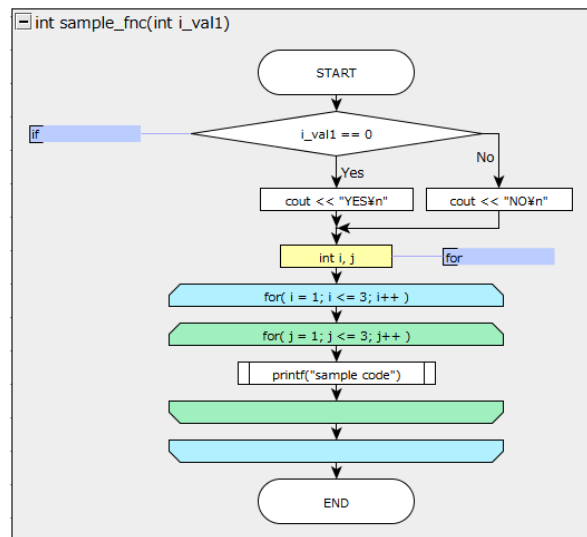 int sample_fnc(int i_val1)
START
if
i_val1 == 0
Yes
No
cout << "YES¥n"
cout << "NO¥n"
int i, j
for
for( i = 1; i <= 3; i++ )
for( j = 1; j <= 3; j++ )
printf("sample code")
END